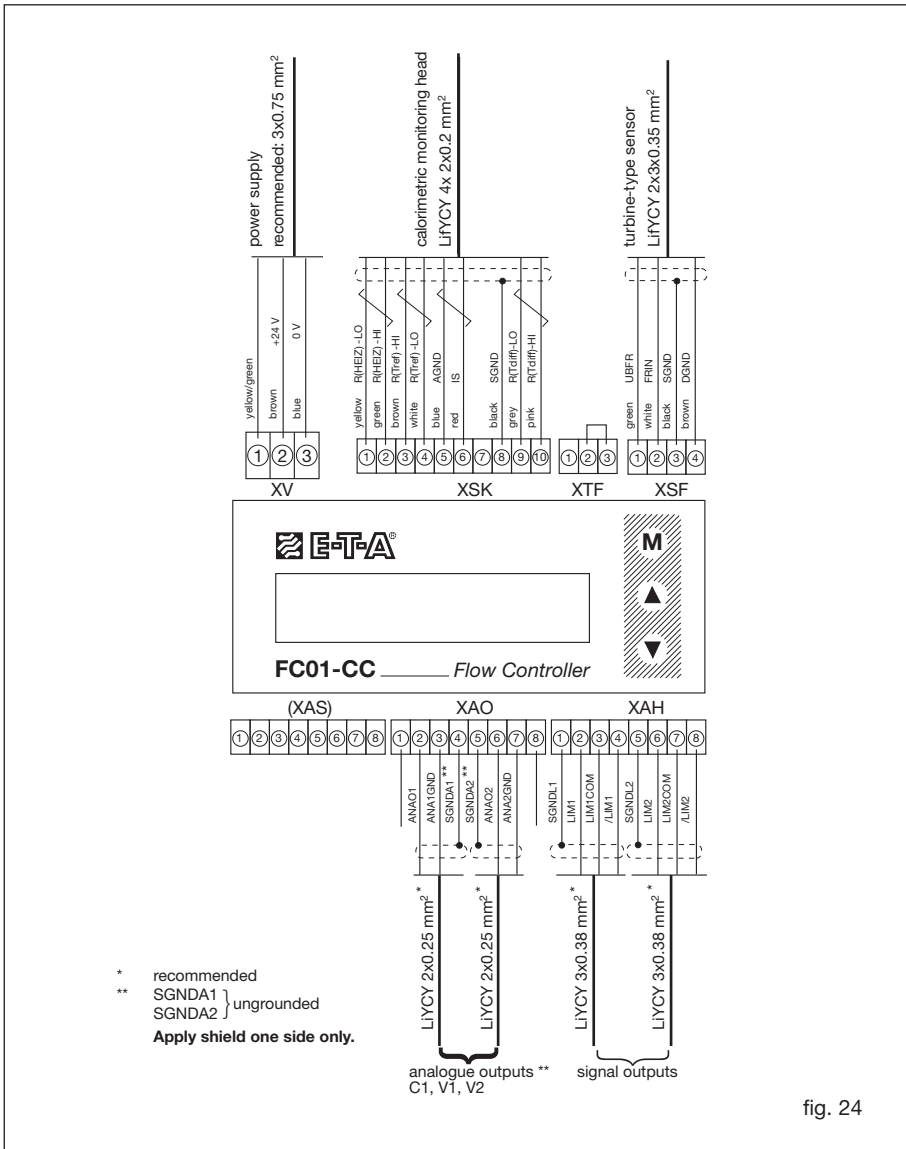 power supply
recommended: 3x0.75 mm²
calorimetric monitoring head
LifYCY 4x 2x0.2 mm²
turbine-type sensor
LifYCY 2x3x0.35 mm²
yellow/green
brown +24 V
blue 0 V
yellow R(HEIZ) -LO
green R(HEIZ) -HI
brown R(Tref) -HI
white R(Tref) -LO
blue AGND
red IS
black SGND
grey R(Tdiff)-LO
pink R(Tdiff)-HI
green UBFR
white FRIN
black SGND
brown DGND
1 2 3
1 2 3 4 5 6 7 8 9 10
1 2 3
1 2 3 4
XV XSK XTF XSF
E-T-A®
M
FC01-CC Flow Controller
(XAS) XAO XAH
1 2 3 4 5 6 7 8
1 2 3 4 5 6 7 8
1 2 3 4 5 6 7 8
ANAO1
ANA1GND
SGNDA1 **
SGNDA2 **
ANAO2
ANA2GND
SGNDL1
LIM1
LIM1COM
/LIM1
SGNDL2
LIM2
LIM2COM
/LIM2
LiYCY 2x0.25 mm² *
LiYCY 2x0.25 mm² *
LiYCY 3x0.38 mm² *
LiYCY 3x0.38 mm² *
* recommended
** SGNDA1
SGNDA2 } ungrounded
Apply shield one side only.
analogue outputs **
C1, V1, V2
signal outputs
fig. 24